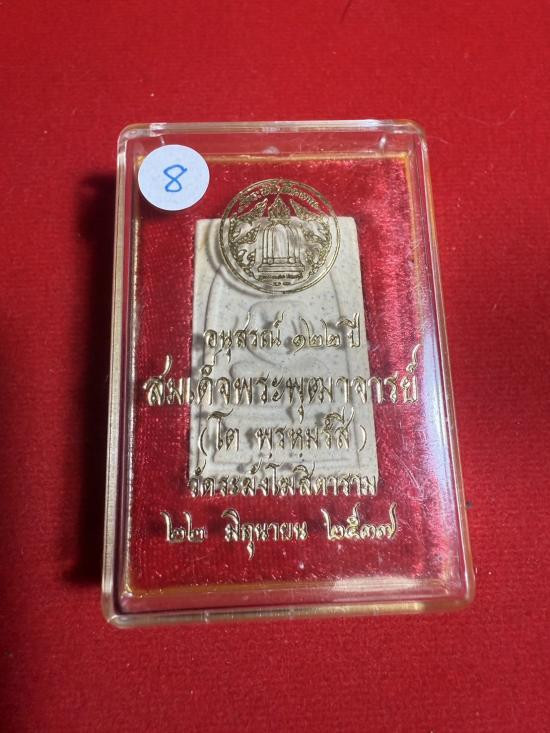 8
อนุสรณ์ ๑๒๒ ปี
สมเด็จพระพุฒาจารย์
(โต พฺรหฺมรํสี)
วัดระฆังโฆสิตาราม
๒๒ มิถุนายน ๒๕๓๗